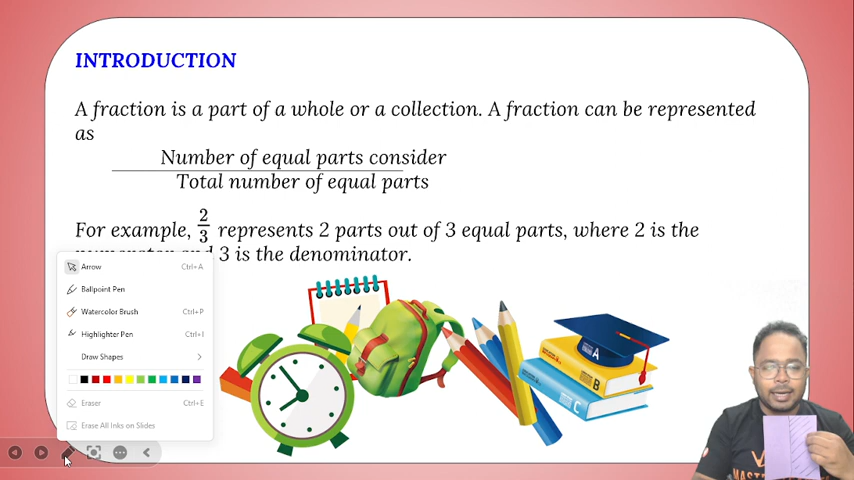 INTRODUCTION
A fraction is a part of a whole or a collection. A fraction can be represented
as
Number of equal parts consider
Total number of equal parts
For example, 2/3 represents 2 parts out of 3 equal parts, where 2 is the
3 is the denominator.
Arrow Ctrl+A
Ballpoint Pen
Watercolor Brush Ctrl+P
Highlighter Pen Ctrl+I
Draw Shapes
Eraser Ctrl+E
Erase All Inks on Slides
A
B
C